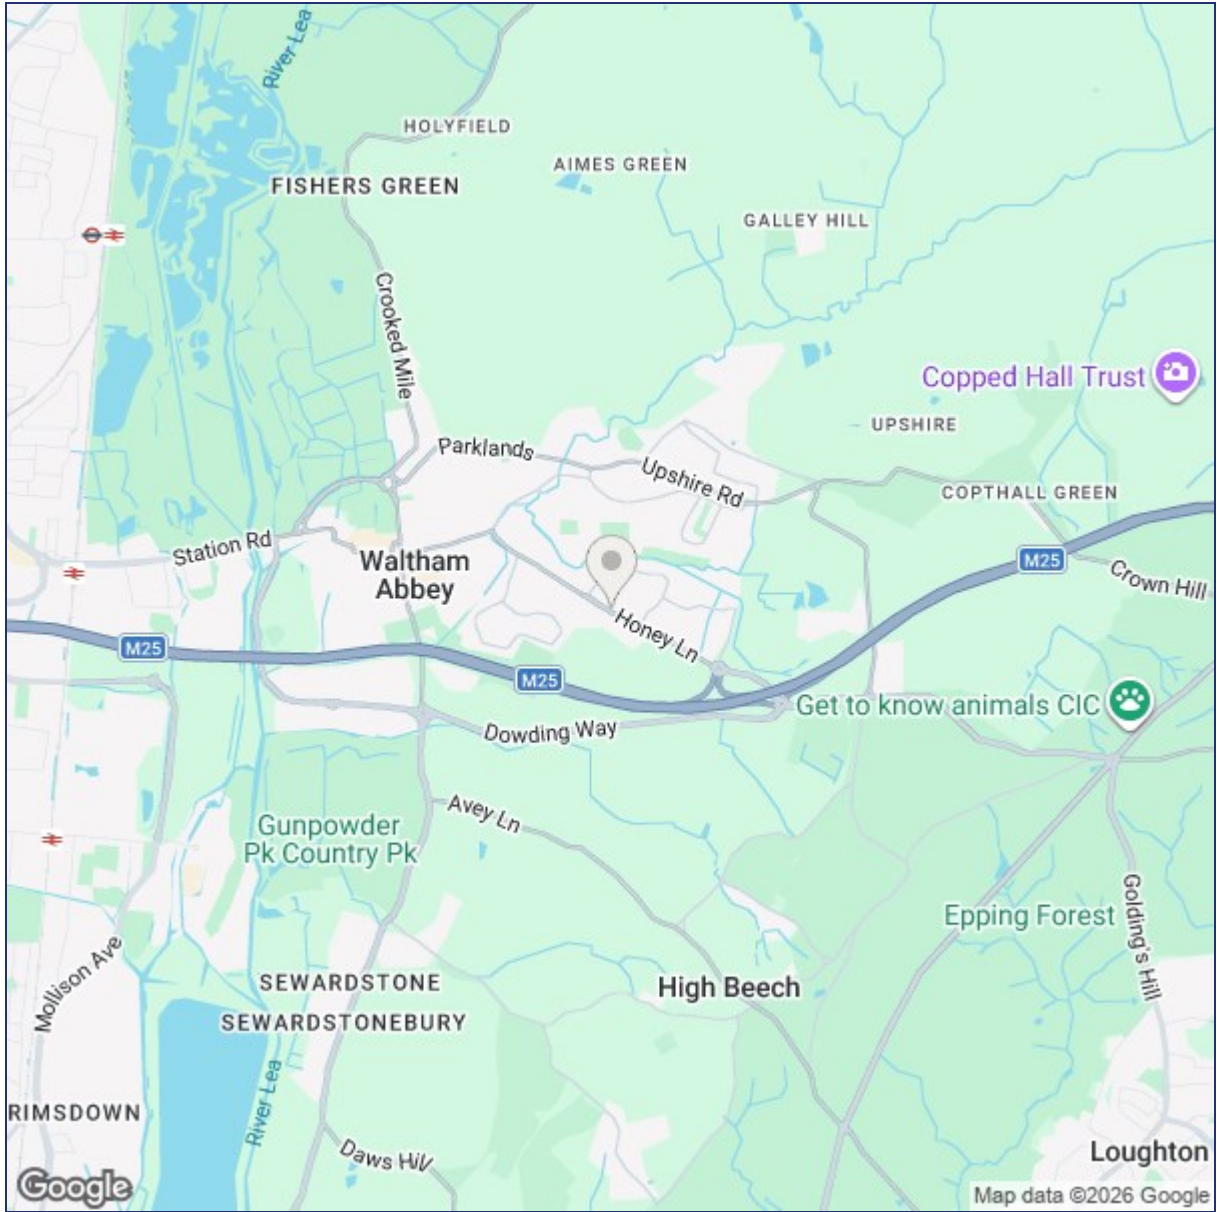 River Lea
HOLYFIELD
AIMES GREEN
FISHERS GREEN
GALLEY HILL
Crooked Mile
Copped Hall Trust
UPSHIRE
Parklands
Upshire Rd
COPTHALL GREEN
Station Rd
Waltham
Abbey
M25
Crown Hill
Honey Ln
M25
M25
Get to know animals CIC
Dowding Way
Avey Ln
Gunpowder
Pk Country Pk
Golding's Hill
Epping Forest
Mollison Ave
SEWARDSTONE
High Beech
SEWARDSTONEBURY
River Lea
RIMSDOWN
Daws Hill
Loughton
Google
Map data ©2026 Google